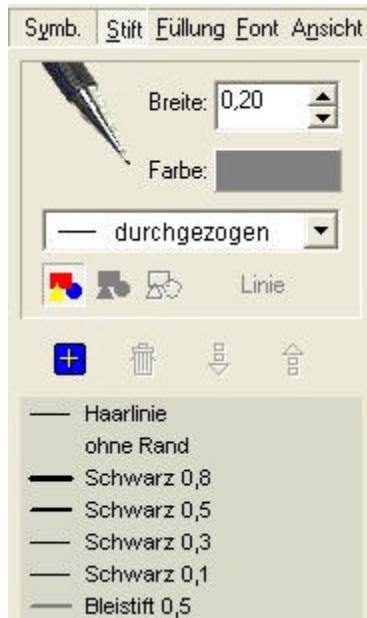 Symb. Stift Füllung Font Ansicht
Breite: 0,20
Farbe:
durchgezogen
Linie
Haarlinie
ohne Rand
Schwarz 0,8
Schwarz 0,5
Schwarz 0,3
Schwarz 0,1
Bleistift 0,5